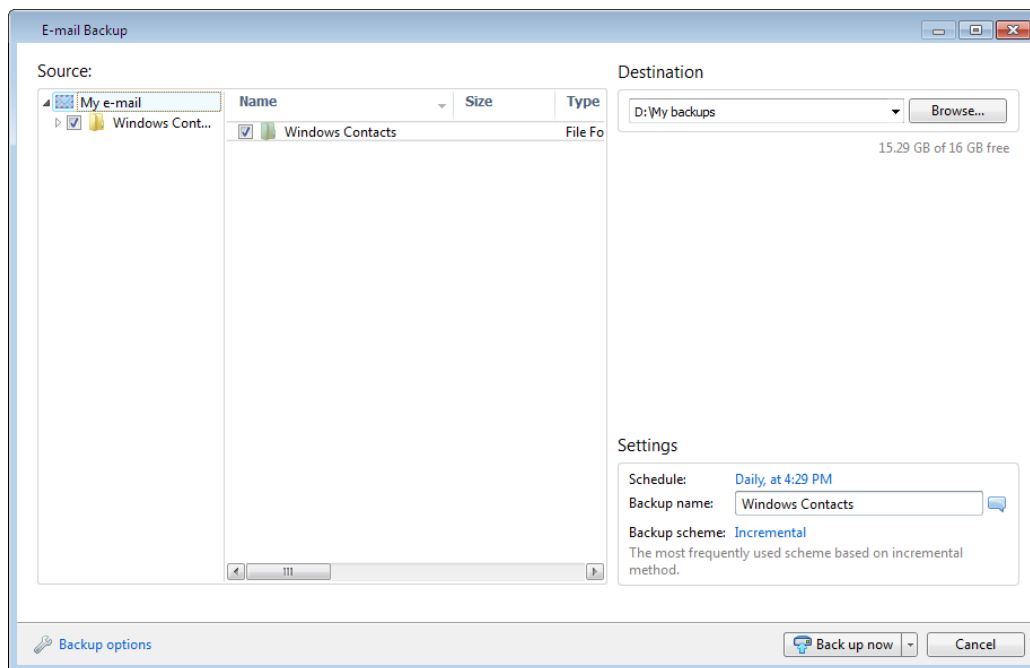 E-mail Backup
Source:
My e-mail
Windows Cont...
Name Size Type
Windows Contacts File Fo
Destination
D:\My backups
Browse...
15.29 GB of 16 GB free
Settings
Schedule: Daily, at 4:29 PM
Backup name: Windows Contacts
Backup scheme: Incremental
The most frequently used scheme based on incremental
method.
Backup options
Back up now
Cancel